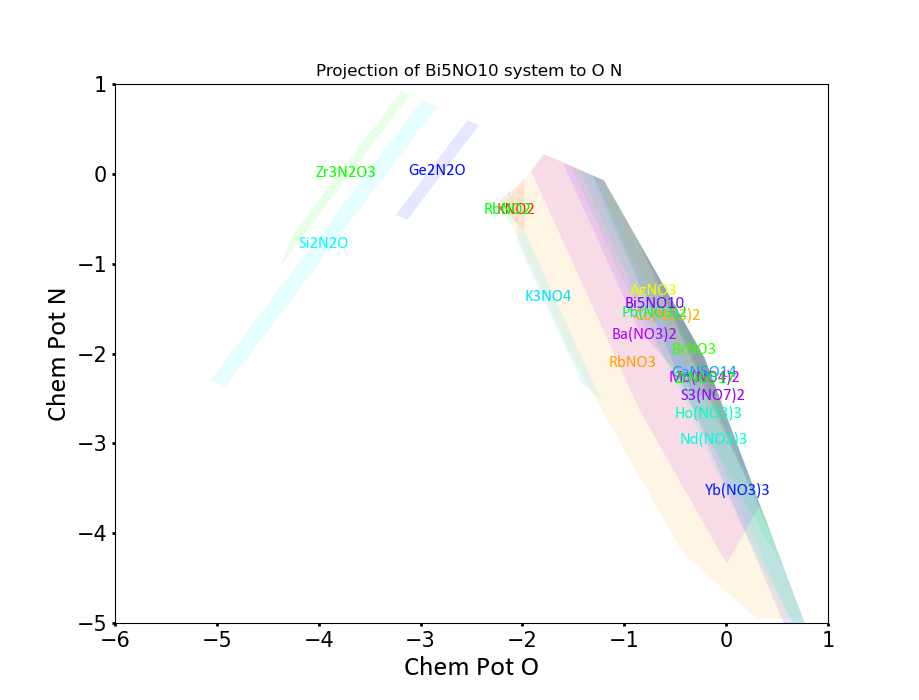 Projection of Bi5NO10 system to O N
1
0
−1
−2
−3
−4
−5
Chem Pot N
Zr3N2O3
Ge2N2O
Si2N2O
KNO2
K3NO4
AgNO3
Bi5NO10
Ba(NO3)2
BrNO3
RbNO3
S3(NO7)2
Ho(NO3)3
Nd(NO3)3
Yb(NO3)3
−6
−5
−4
−3
−2
−1
0
1
Chem Pot O